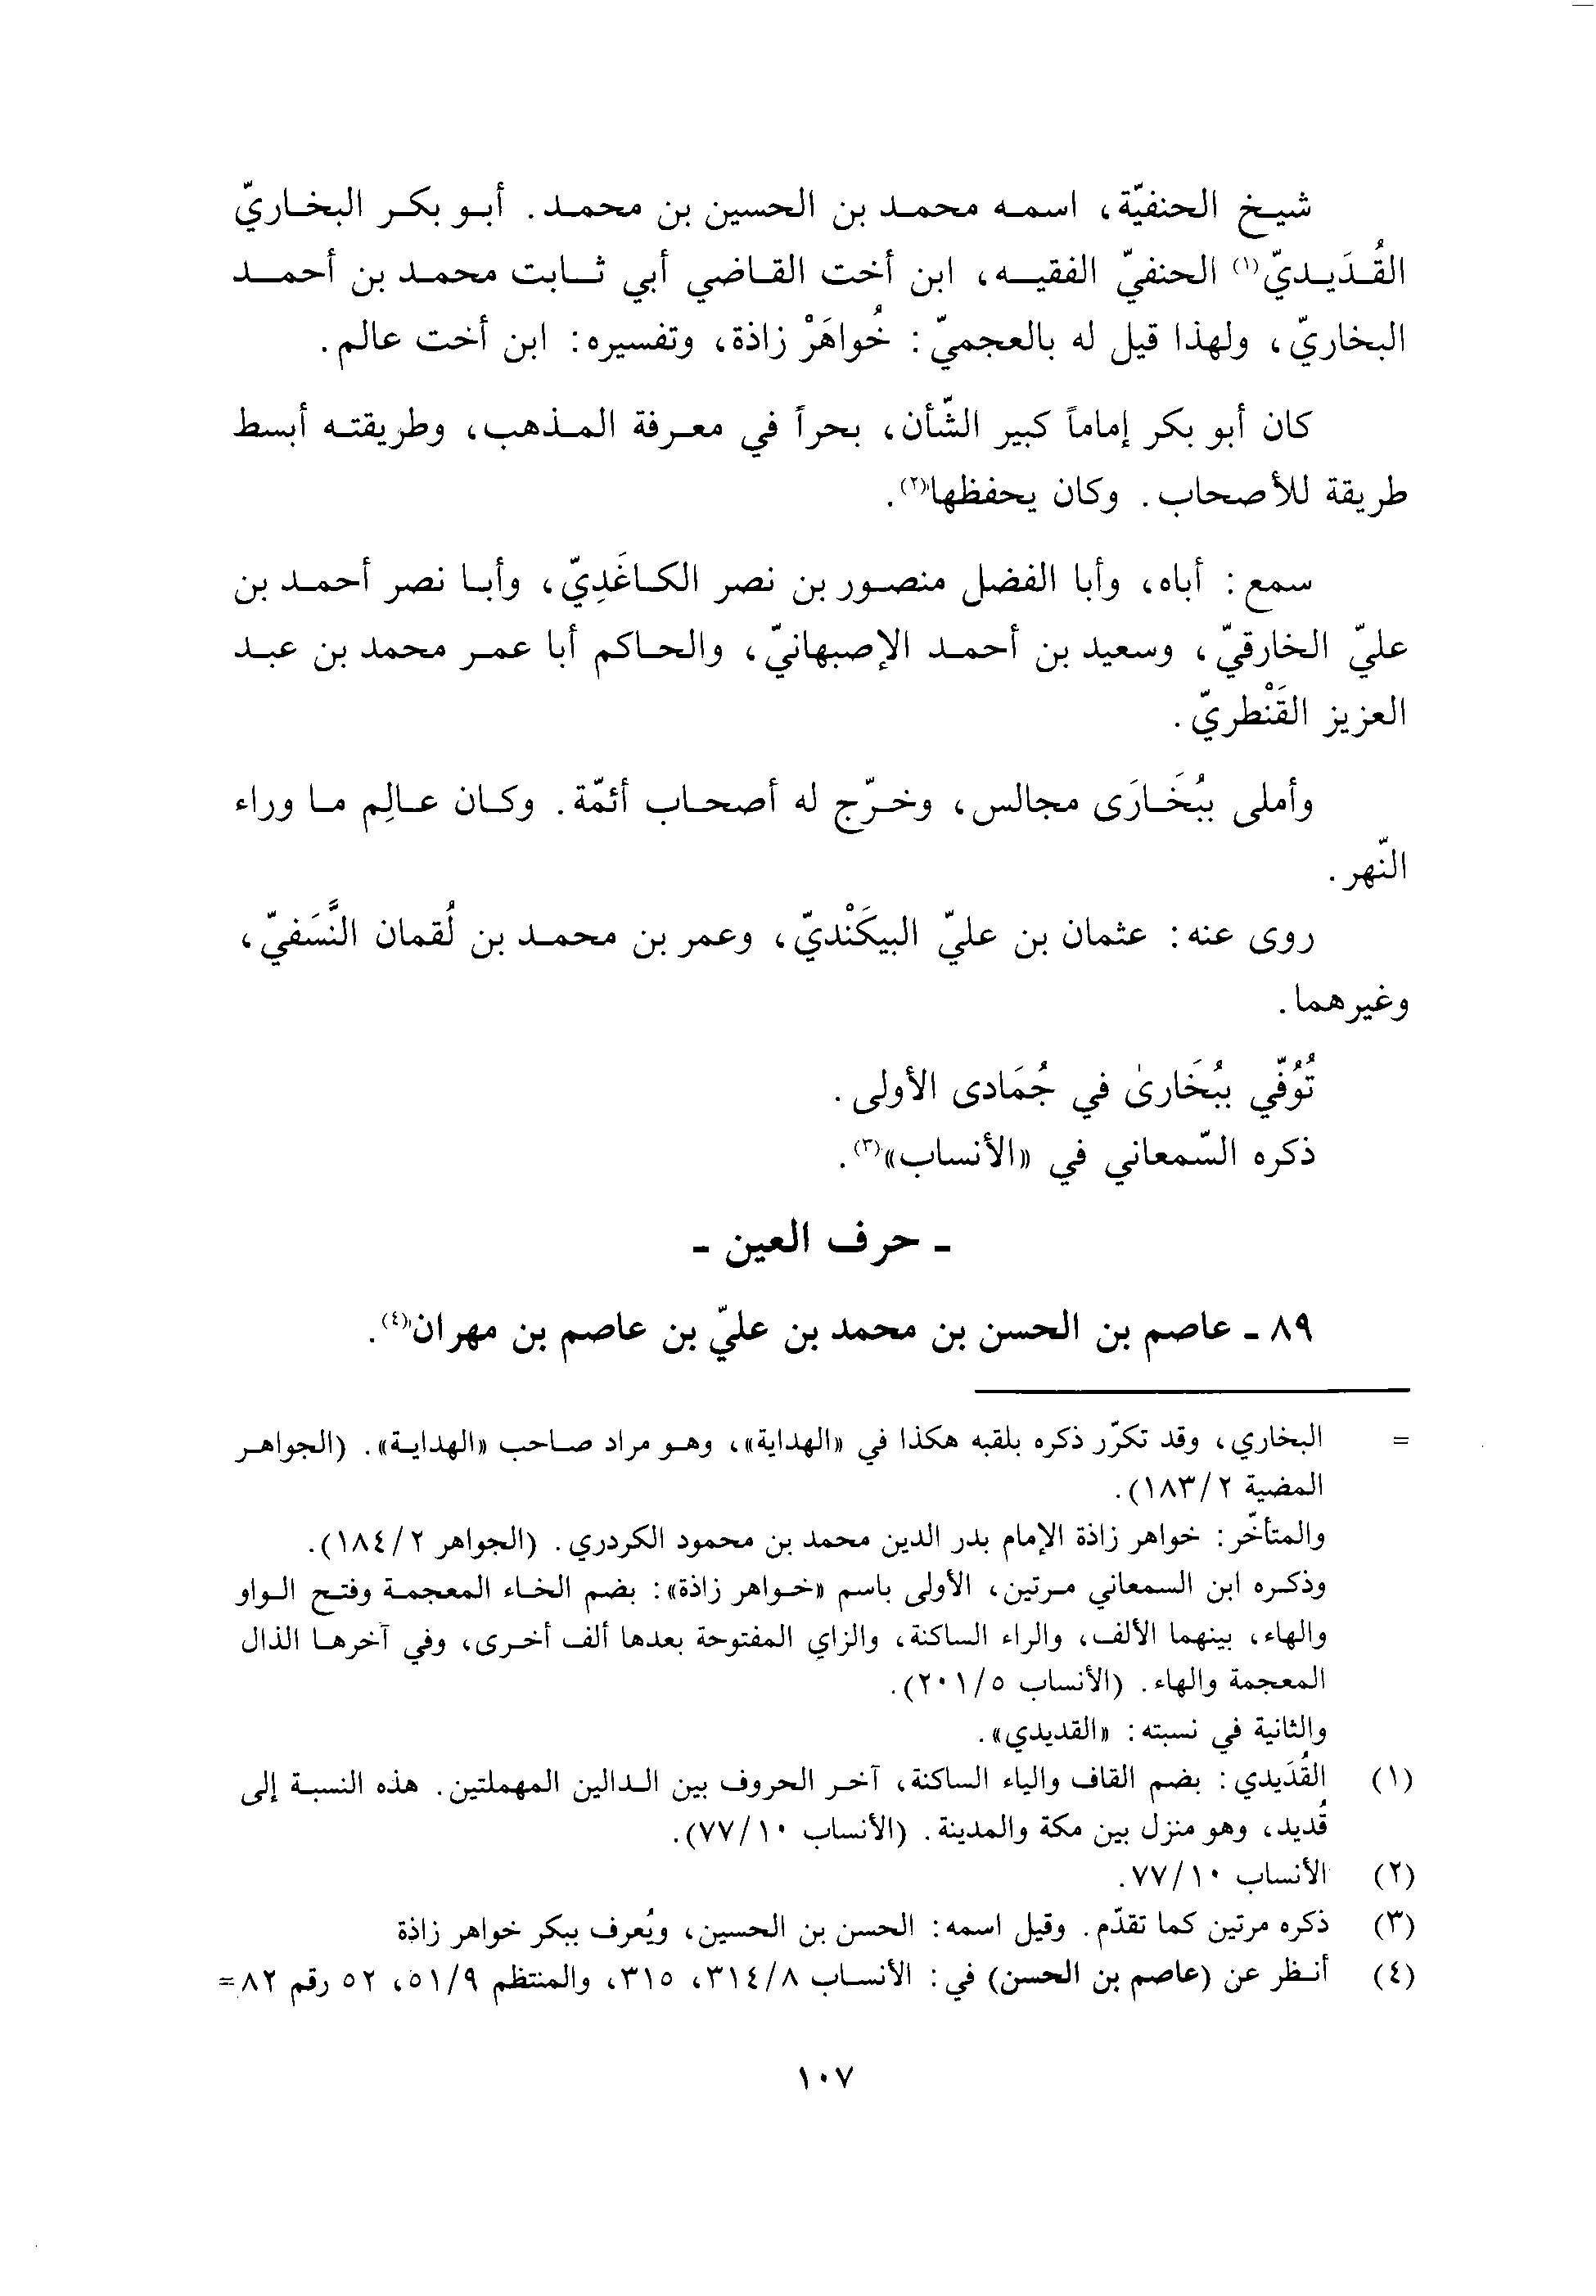 شيخ الحنفيّة، اسمه محمد بن الحسين بن محمد. أبو بكر البخاريّ
القُدَيديّ(١) الحنفيّ الفقيه، ابن أخت القاضي أبي ثابت محمد بن أحمد
البخاريّ، ولهذا قيل له بالعجميّ: خُواهَرْ زاذة، وتفسيره: ابن أخت عالم.
كان أبو بكر إماماً كبير الشّأن، بحراً في معرفة المذهب، وطريقته أبسط
طريقة للأصحاب. وكان يحفظها(٢).
سمع: أباه، وأبا الفضل منصور بن نصر الكاغَدِيّ، وأبا نصر أحمد بن
عليّ الخارقيّ، وسعيد بن أحمد الإصبهانيّ، والحاكم أبا عمر محمد بن عبد
العزيز القَنْطريّ.
وأملى ببُخَارَى مجالس، وخرّج له أصحاب أئمّة. وكان عالِم ما وراء
النّهر.
روى عنه: عثمان بن عليّ البيكَنْديّ، وعمر بن محمد بن لُقمان النَّسَفيّ،
وغيرهما.
تُوُفّي ببُخَارىٰ في جُمَادى الأولى.
ذكره السّمعاني في «الأنساب»(٣).
ـ حرف العين ـ
٨٩ ـ عاصم بن الحسن بن محمد بن عليّ بن عاصم بن مهران(٤).
= البخاري، وقد تكرّر ذكره بلقبه هكذا في «الهداية»، وهو مراد صاحب «الهداية». (الجواهر
المضية ١٨٣/٢).
والمتأخّر: خواهر زاذة الإمام بدر الدين محمد بن محمود الكردري. (الجواهر ١٨٤/٢).
وذكره ابن السمعاني مرتين، الأولى باسم «خواهر زاذة»: بضم الخاء المعجمة وفتح الواو
والهاء، بينهما الألف، والراء الساكنة، والزاي المفتوحة بعدها ألف أخرى، وفي آخرها الذال
المعجمة والهاء. (الأنساب ٢٠١/٥).
والثانية في نسبته: «القديدي».
(١) القُدَيدي: بضم القاف والياء الساكنة، آخر الحروف بين الدالين المهملتين. هذه النسبة إلى
قُديد، وهو منزل بين مكة والمدينة. (الأنساب ٧٧/١٠).
(٢) الأنساب ٧٧/١٠.
(٣) ذكره مرتين كما تقدّم. وقيل اسمه: الحسن بن الحسين، ويُعرف ببكر خواهر زاذة
(٤) أنظر عن (عاصم بن الحسن) في: الأنساب ٣١٤/٨، ٣١٥، والمنتظم ٥١/٩، ٥٢ رقم ٨٢=
١٠٧